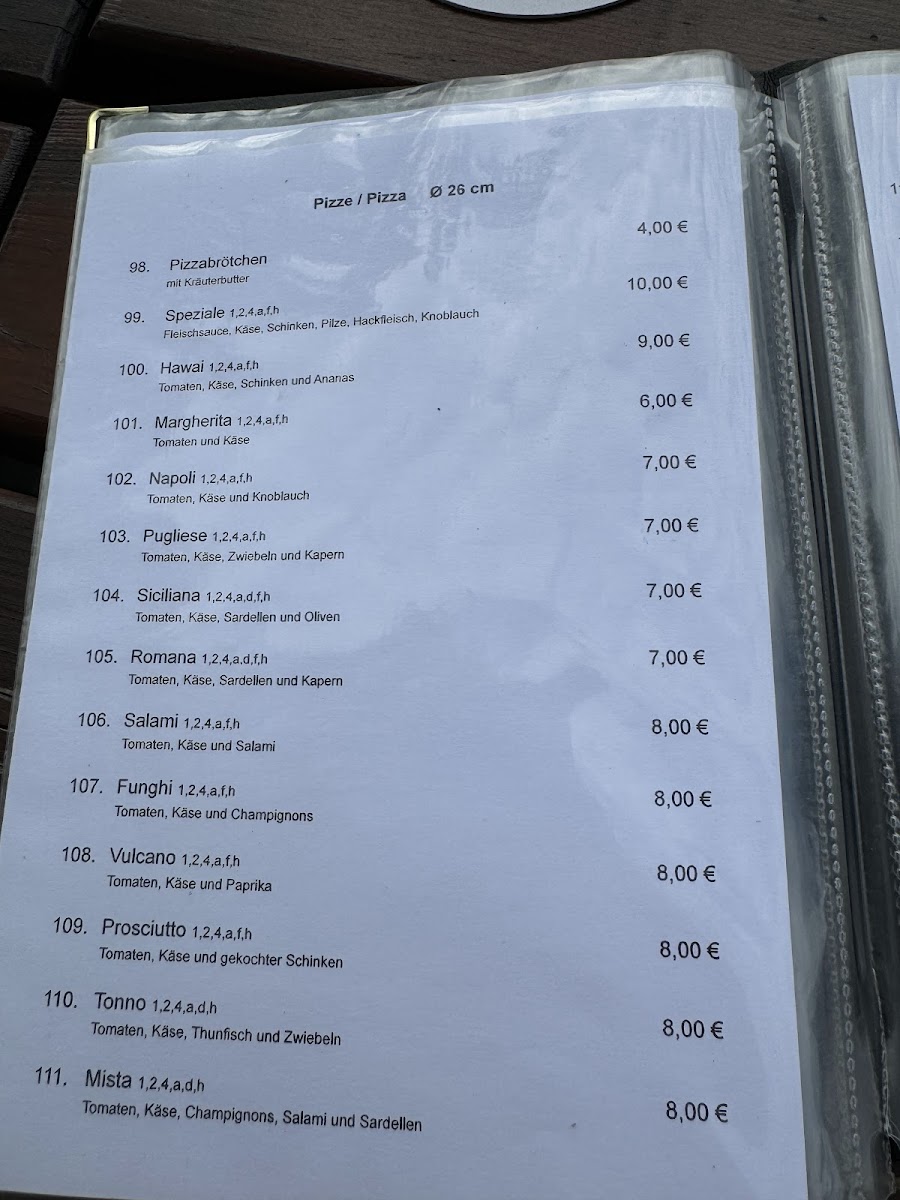 Pizze / Pizza Ø 26 cm
98. Pizzabrötchen 4,00 €
mit Kräuterbutter
99. Speziale 1,2,4,a,f,h 10,00 €
Fleischsauce, Käse, Schinken, Pilze, Hackfleisch, Knoblauch
100. Hawai 1,2,4,a,f,h 9,00 €
Tomaten, Käse, Schinken und Ananas
101. Margherita 1,2,4,a,f,h 6,00 €
Tomaten und Käse
102. Napoli 1,2,4,a,f,h 7,00 €
Tomaten, Käse und Knoblauch
103. Pugliese 1,2,4,a,f,h 7,00 €
Tomaten, Käse, Zwiebeln und Kapern
104. Siciliana 1,2,4,a,d,f,h 7,00 €
Tomaten, Käse, Sardellen und Oliven
105. Romana 1,2,4,a,d,f,h 7,00 €
Tomaten, Käse, Sardellen und Kapern
106. Salami 1,2,4,a,f,h 8,00 €
Tomaten, Käse und Salami
107. Funghi 1,2,4,a,f,h 8,00 €
Tomaten, Käse und Champignons
108. Vulcano 1,2,4,a,f,h 8,00 €
Tomaten, Käse und Paprika
109. Prosciutto 1,2,4,a,f,h 8,00 €
Tomaten, Käse und gekochter Schinken
110. Tonno 1,2,4,a,d,h 8,00 €
Tomaten, Käse, Thunfisch und Zwiebeln
111. Mista 1,2,4,a,d,h 8,00 €
Tomaten, Käse, Champignons, Salami und Sardellen